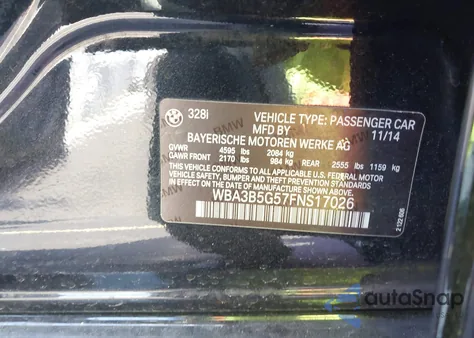 328i VEHICLE TYPE: PASSENGER CAR
MFD BY 11/14
BAYERISCHE MOTOREN WERKE AG
GVWR 4595 lbs 2084 kg
GAWR FRONT 2170 lbs 984 kg REAR 2555 lbs 1159 kg
THIS VEHICLE CONFORMS TO ALL APPLICABLE U.S. FEDERAL MOTOR
VEHICLE SAFETY, BUMPER, AND THEFT PREVENTION STANDARDS IN
EFFECT ON THE DATE OF MANUFACTURE SHOWN ABOVE.
WBA3B5G57FNS17026
autoSnap